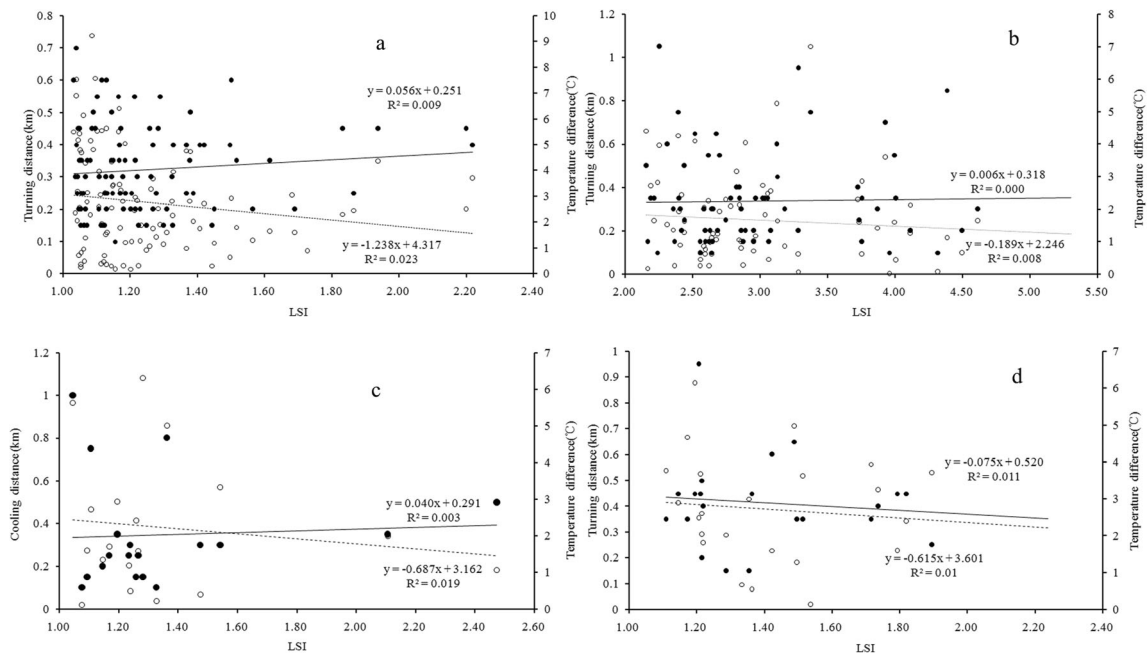 a
0.8
0.7
0.6
0.5
0.4
0.3
0.2
0.1
0
Turning distance (km)
10
9
8
7
6
5
4
3
2
1
0
Temperature difference(℃)
y = 0.056x + 0.251
R² = 0.009
y = -1.238x + 4.317
R² = 0.023
1.00 1.20 1.40 1.60 1.80 2.00 2.20 2.40
LSI
b
1.2
1
0.8
0.6
0.4
0.2
0
Turning distance (km)
8
7
6
5
4
3
2
1
0
Temperature difference(℃)
y = 0.006x + 0.318
R² = 0.000
y = -0.189x + 2.246
R² = 0.008
2.00 2.50 3.00 3.50 4.00 4.50 5.00 5.50
LSI
c
1.2
1
0.8
0.6
0.4
0.2
0
Cooling distance (km)
7
6
5
4
3
2
1
0
Temperature difference(℃)
y = 0.040x + 0.291
R² = 0.003
y = -0.687x + 3.162
R² = 0.019
1.00 1.20 1.40 1.60 1.80 2.00 2.20 2.40 2.60
LSI
d
1
0.9
0.8
0.7
0.6
0.5
0.4
0.3
0.2
0.1
0
Turning distance (km)
7
6
5
4
3
2
1
0
Temperature difference(℃)
y = -0.075x + 0.520
R² = 0.011
y = -0.615x + 3.601
R² = 0.01
1.00 1.20 1.40 1.60 1.80 2.00 2.20 2.40
LSI